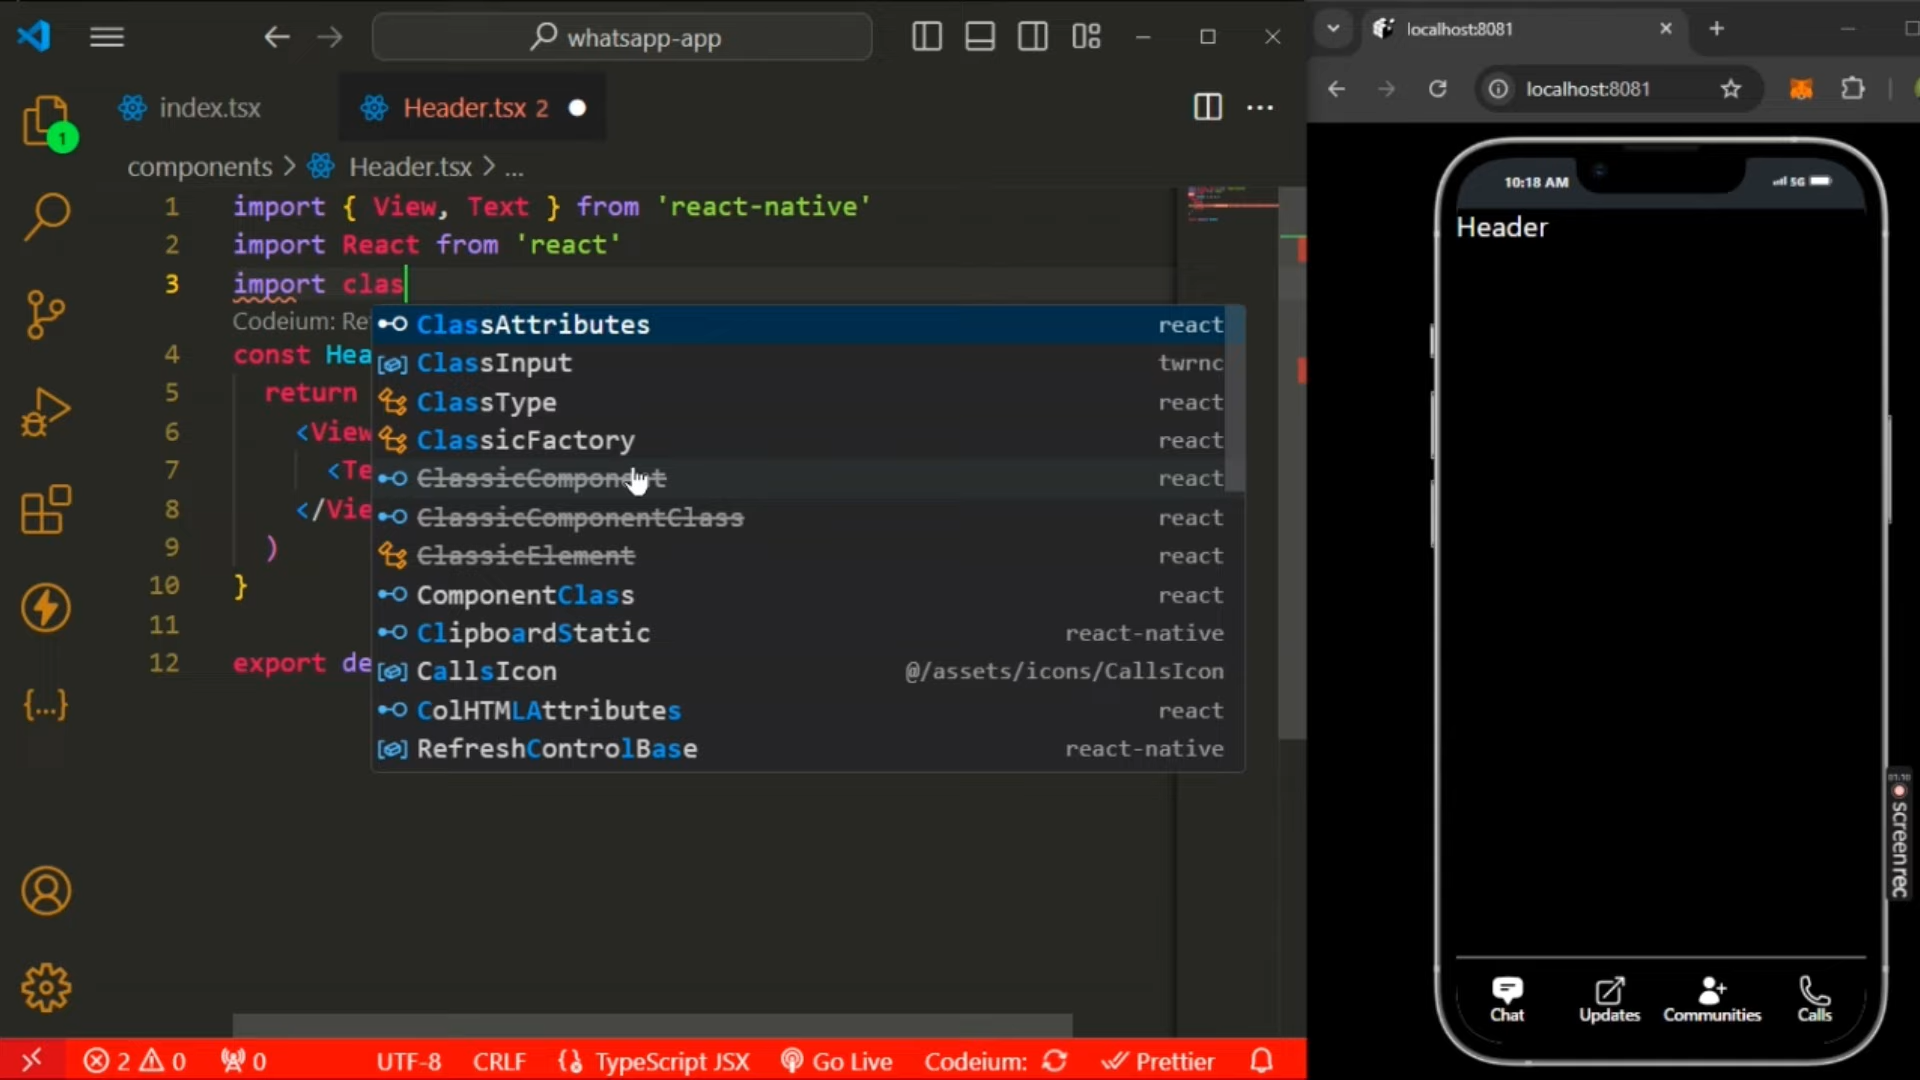 whatsapp-app
index.tsx
Header.tsx 2
components > Header.tsx > ...
1 import { View, Text } from 'react-native'
2 import React from 'react'
3 import clas
Codeium: Re
4 const Hea
5 return
6 <View
7 <Te
8 </Vie
9 )
10 }
11
12 export de
ClassAttributes react
ClassInput twrnc
ClassType react
ClassicFactory react
ClassicComponent react
ClassicComponentClass react
ClassicElement react
ComponentClass react
ClipboardStatic react-native
CallsIcon @/assets/icons/CallsIcon
ColHTMLAttributes react
RefreshControlBase react-native
1
2 0 0 UTF-8 CRLF TypeScript JSX Go Live Codeium: Prettier
localhost:8081
localhost:8081
10:18 AM 5G
Header
Chat Updates Communities Calls
01:10
screenrec